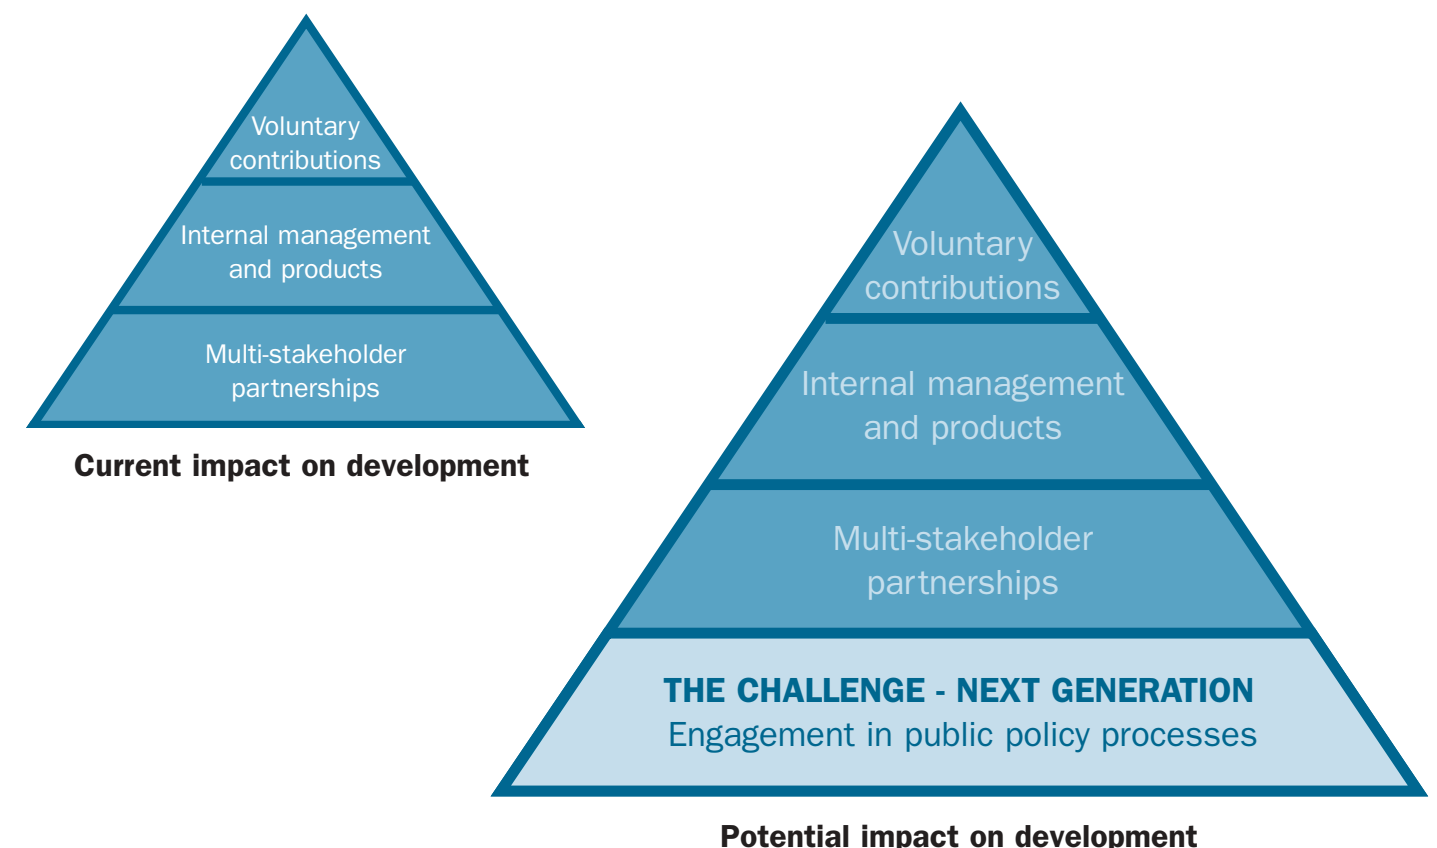 Voluntary
contributions
Internal management
and products
Multi-stakeholder
partnerships
Current impact on development
Voluntary
contributions
Internal management
and products
Multi-stakeholder
partnerships
THE CHALLENGE - NEXT GENERATION
Engagement in public policy processes
Potential impact on development